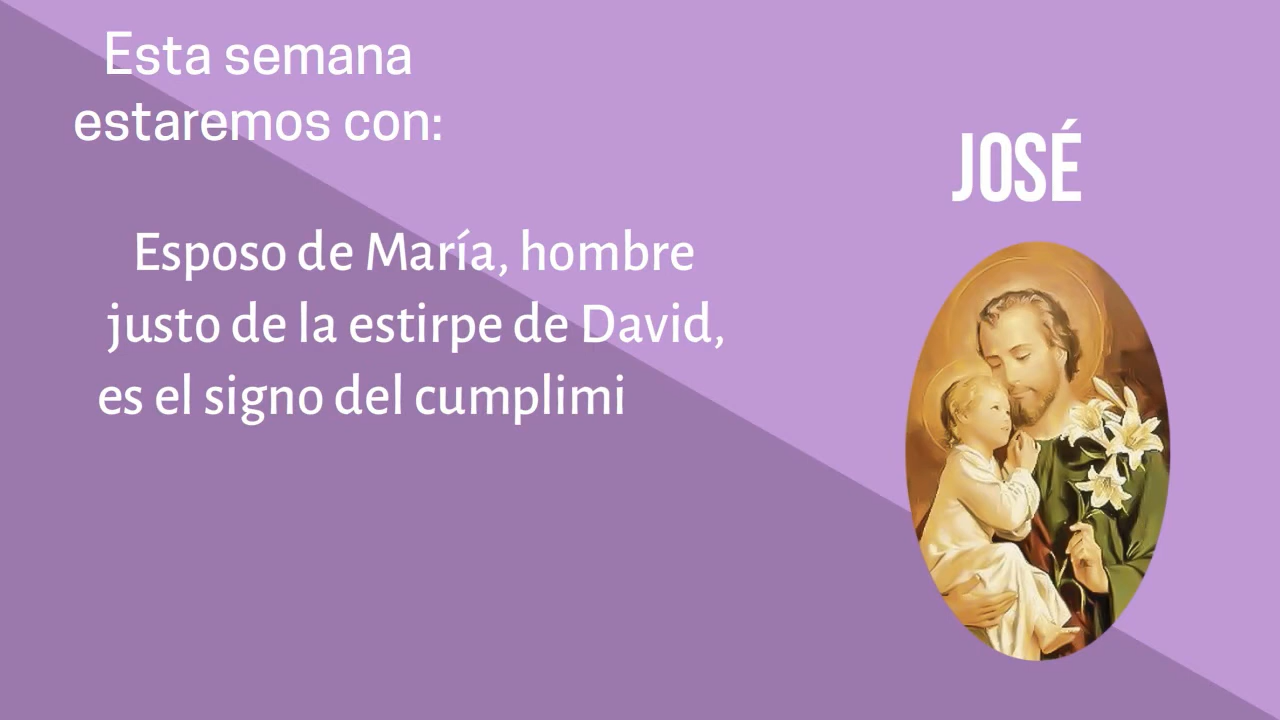 Esta semana
estaremos con:
JOSÉ
Esposo de María, hombre
justo de la estirpe de David,
es el signo del cumplimi